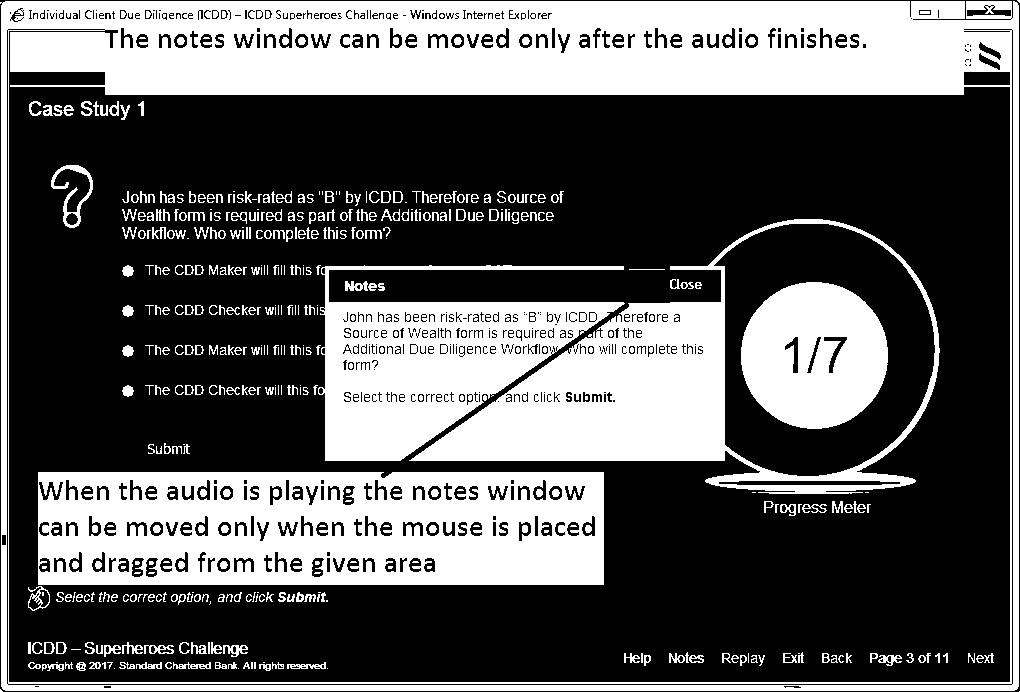 Individual Client Due Diligence (ICDD) – ICDD Superheroes Challenge - Windows Internet Explorer
The notes window can be moved only after the audio finishes.
Case Study 1
John has been risk-rated as "B" by ICDD. Therefore a Source of
Wealth form is required as part of the Additional Due Diligence
Workflow. Who will complete this form?
The CDD Maker will fill this
The CDD Checker will fill this
The CDD Maker will fill this
The CDD Checker will this
Submit
Notes
Close
John has been risk-rated as "B" by ICDD. Therefore a
Source of Wealth form is required as part of the
Additional Due Diligence Workflow. Who will complete this
form?
Select the correct option, and click Submit.
1/7
Progress Meter
When the audio is playing the notes window
can be moved only when the mouse is placed
and dragged from the given area
Select the correct option, and click Submit.
ICDD – Superheroes Challenge
Copyright @ 2017. Standard Chartered Bank. All rights reserved.
Help Notes Replay Exit Back Page 3 of 11 Next